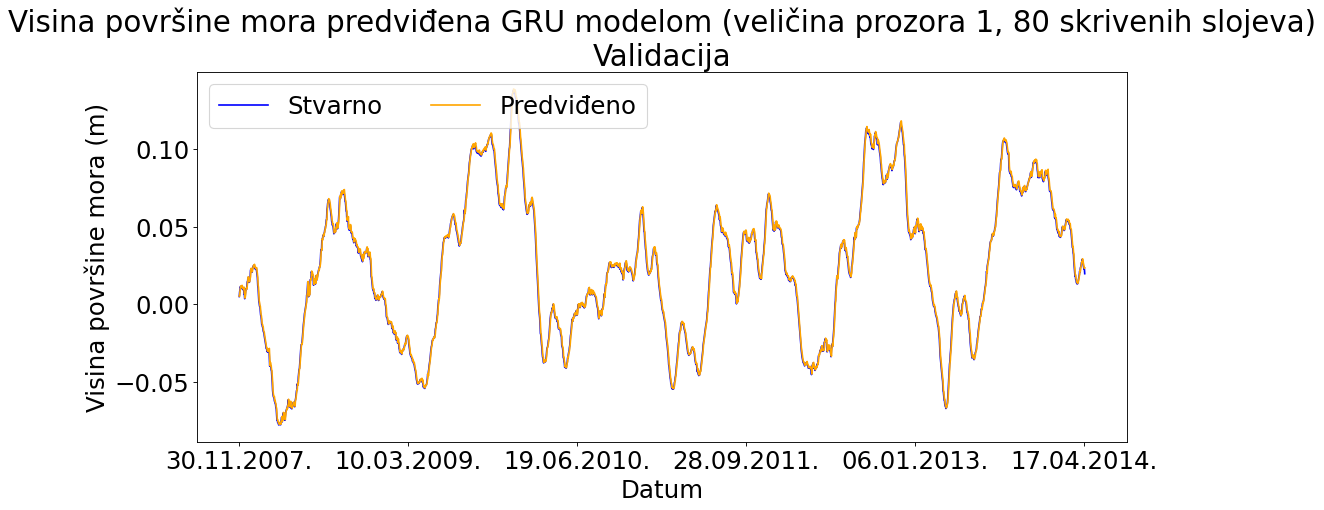 Visina površine mora predviđena GRU modelom (veličina prozora 1, 80 skrivenih slojeva)
Validacija
Stvarno Predviđeno
Visina površine mora (m)
0.10
0.05
0.00
−0.05
30.11.2007. 10.03.2009. 19.06.2010. 28.09.2011. 06.01.2013. 17.04.2014.
Datum